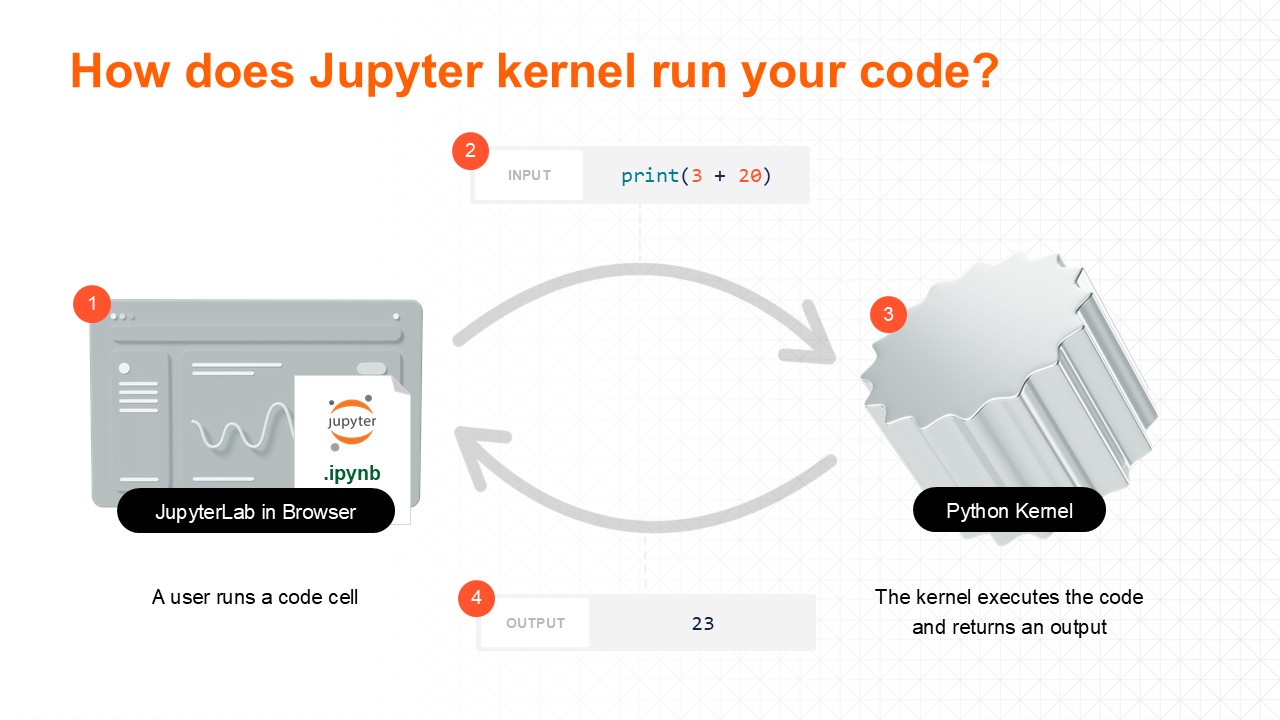 How does Jupyter kernel run your code?
2
INPUT
print(3 + 20)
1
jupyter
.ipynb
JupyterLab in Browser
A user runs a code cell
3
Python Kernel
The kernel executes the code
and returns an output
4
OUTPUT
23